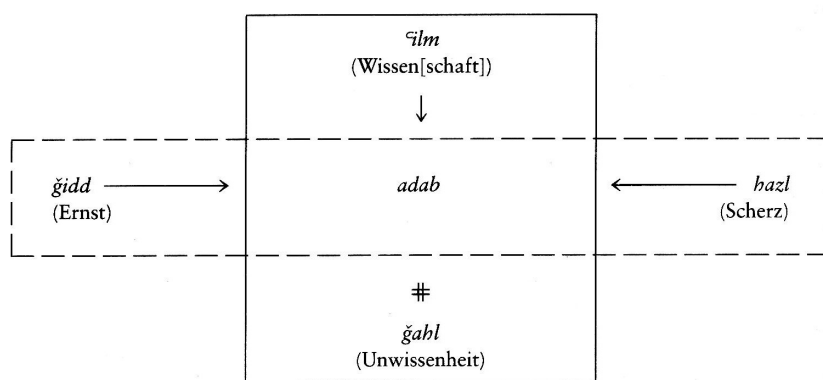 ʿilm
(Wissen[schaft])
ǧidd
(Ernst)
adab
hazl
(Scherz)
#
ǧahl
(Unwissenheit)